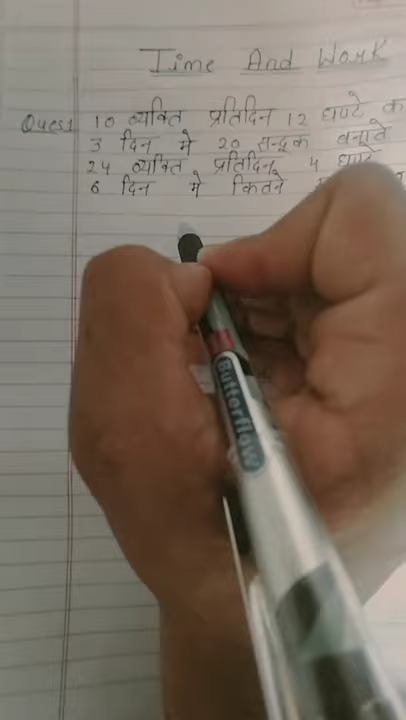 Time And Work
Ques1 10 व्यक्ति प्रतिदिन 12 घण्टे
3 दिन मे 20 सन्दूक बनाते
24 व्यक्ति प्रतिदिन 4 घण्टे
6 दिन मे कितने
Butterflow